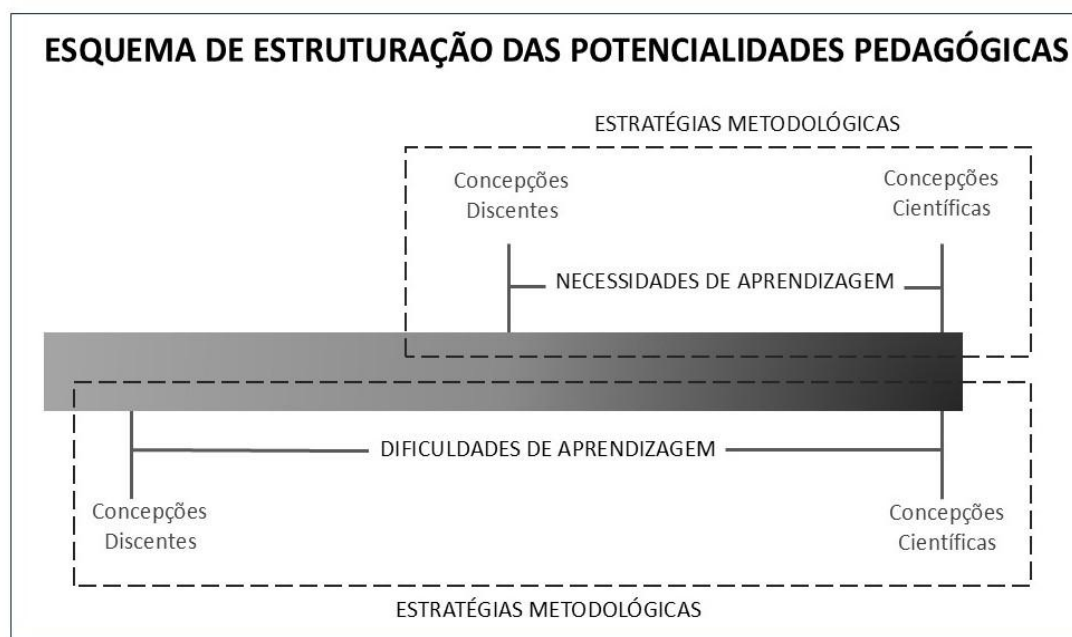 ESQUEMA DE ESTRUTURAÇÃO DAS POTENCIALIDADES PEDAGÓGICAS
ESTRATÉGIAS METODOLÓGICAS
Concepções
Discentes
Concepções
Científicas
NECESSIDADES DE APRENDIZAGEM
DIFICULDADES DE APRENDIZAGEM
Concepções
Discentes
Concepções
Científicas
ESTRATÉGIAS METODOLÓGICAS